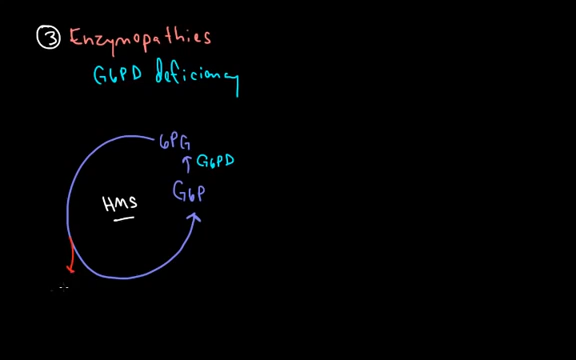 ③ Enzymopathies
G6PD deficiency
6PG
G6PD
G6P
HMS